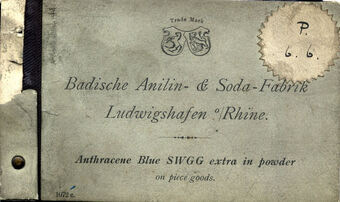 Trade Mark
P.
6. 6.
Badische Anilin- & Soda-Fabrik
Ludwigshafen o/Rhine.
Anthracene Blue SWGG extra in powder
on piece goods.
1072 c.